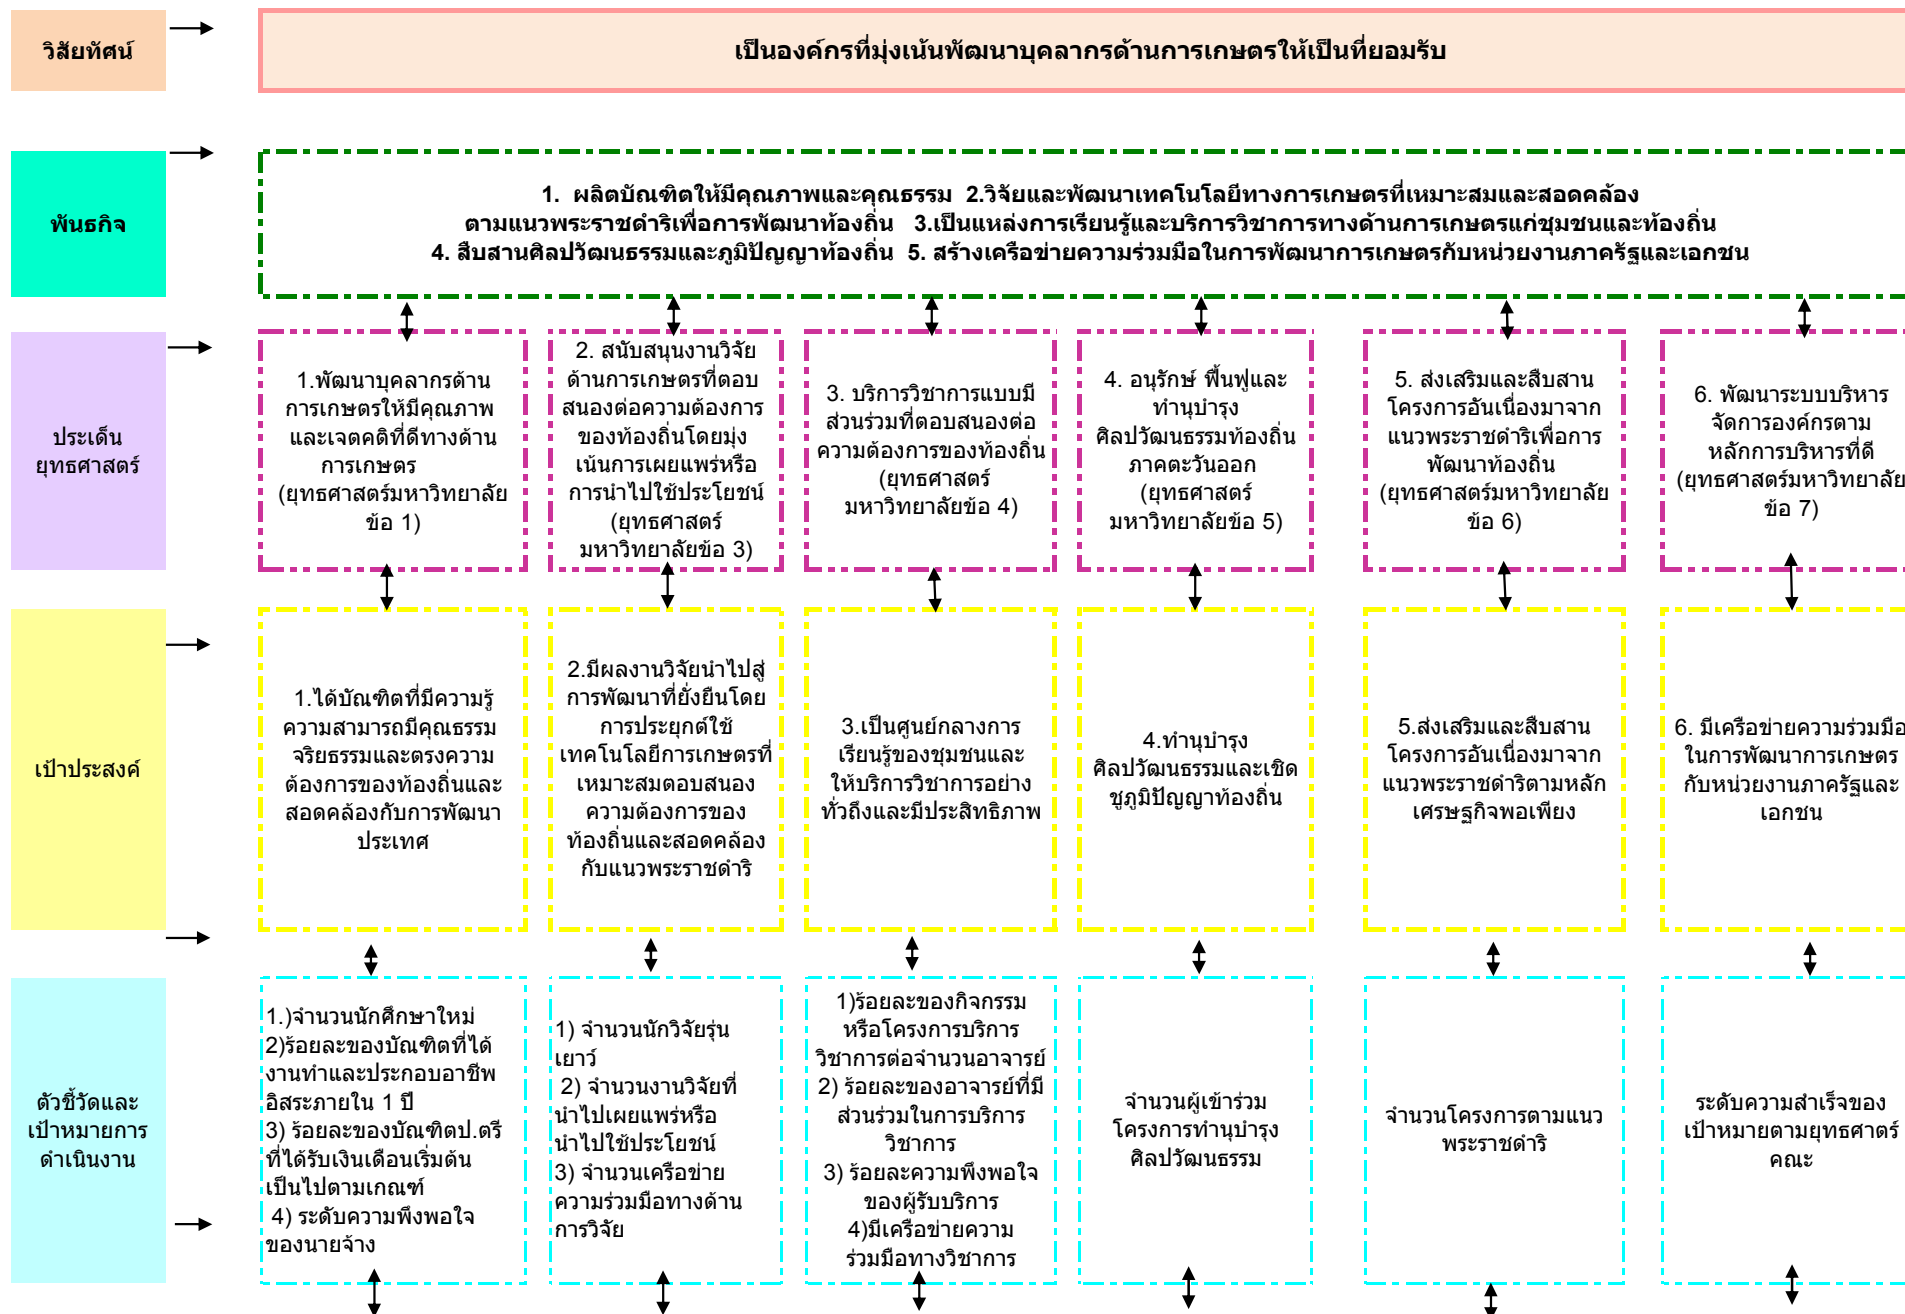 วิสัยทัศน์
เป็นองค์กรที่มุ่งเน้นพัฒนาบุคลากรด้านการเกษตรให้เป็นที่ยอมรับ
พันธกิจ
1. ผลิตบัณฑิตให้มีคุณภาพและคุณธรรม 2.วิจัยและพัฒนาเทคโนโลยีทางการเกษตรที่เหมาะสมและสอดคล้อง
ตามแนวพระราชดำริเพื่อการพัฒนาท้องถิ่น 3.เป็นแหล่งการเรียนรู้และบริการวิชาการทางด้านการเกษตรแก่ชุมชนและท้องถิ่น
4. สืบสานศิลปวัฒนธรรมและภูมิปัญญาท้องถิ่น 5. สร้างเครือข่ายความร่วมมือในการพัฒนาการเกษตรกับหน่วยงานภาครัฐและเอกชน
ประเด็น
ยุทธศาสตร์
1.พัฒนาบุคลากรด้าน
การเกษตรให้มีคุณภาพ
และเจตคติที่ดีทางด้าน
การเกษตร
(ยุทธศาสตร์มหาวิทยาลัย
ข้อ 1)
2. สนับสนุนงานวิจัย
ด้านการเกษตรที่ตอบ
สนองต่อความต้องการ
ของท้องถิ่นโดยมุ่ง
เน้นการเผยแพร่หรือ
การนำไปใช้ประโยชน์
(ยุทธศาสตร์
มหาวิทยาลัยข้อ 3)
3. บริการวิชาการแบบมี
ส่วนร่วมที่ตอบสนองต่อ
ความต้องการของท้องถิ่น
(ยุทธศาสตร์
มหาวิทยาลัยข้อ 4)
4. อนุรักษ์ ฟื้นฟูและ
ทำนุบำรุง
ศิลปวัฒนธรรมท้องถิ่น
ภาคตะวันออก
(ยุทธศาสตร์
มหาวิทยาลัยข้อ 5)
5. ส่งเสริมและสืบสาน
โครงการอันเนื่องมาจาก
แนวพระราชดำริเพื่อการ
พัฒนาท้องถิ่น
(ยุทธศาสตร์มหาวิทยาลัย
ข้อ 6)
6. พัฒนาระบบบริหาร
จัดการองค์กรตาม
หลักการบริหารที่ดี
(ยุทธศาสตร์มหาวิทยาลัย
ข้อ 7)
เป้าประสงค์
1.ได้บัณฑิตที่มีความรู้
ความสามารถมีคุณธรรม
จริยธรรมและตรงความ
ต้องการของท้องถิ่นและ
สอดคล้องกับการพัฒนา
ประเทศ
2.มีผลงานวิจัยนำไปสู่
การพัฒนาที่ยั่งยืนโดย
การประยุกต์ใช้
เทคโนโลยีการเกษตรที่
เหมาะสมตอบสนอง
ความต้องการของ
ท้องถิ่นและสอดคล้อง
กับแนวพระราชดำริ
3.เป็นศูนย์กลางการ
เรียนรู้ของชุมชนและ
ให้บริการวิชาการอย่าง
ทั่วถึงและมีประสิทธิภาพ
4.ทำนุบำรุง
ศิลปวัฒนธรรมและเชิด
ชูภูมิปัญญาท้องถิ่น
5.ส่งเสริมและสืบสาน
โครงการอันเนื่องมาจาก
แนวพระราชดำริตามหลัก
เศรษฐกิจพอเพียง
6. มีเครือข่ายความร่วมมือ
ในการพัฒนาการเกษตร
กับหน่วยงานภาครัฐและ
เอกชน
ตัวชี้วัดและ
เป้าหมายการ
ดำเนินงาน
1.)จำนวนนักศึกษาใหม่
2)ร้อยละของบัณฑิตที่ได้
งานทำและประกอบอาชีพ
อิสระภายใน 1 ปี
3) ร้อยละของบัณฑิตป.ตรี
ที่ได้รับเงินเดือนเริ่มต้น
เป็นไปตามเกณฑ์
4) ระดับความพึงพอใจ
ของนายจ้าง
1) จำนวนนักวิจัยรุ่น
เยาว์
2) จำนวนงานวิจัยที่
นำไปเผยแพร่หรือ
นำไปใช้ประโยชน์
3) จำนวนเครือข่าย
ความร่วมมือทางด้าน
การวิจัย
1)ร้อยละของกิจกรรม
หรือโครงการบริการ
วิชาการต่อจำนวนอาจารย์
2) ร้อยละของอาจารย์ที่มี
ส่วนร่วมในการบริการ
วิชาการ
3) ร้อยละความพึงพอใจ
ของผู้รับบริการ
4)มีเครือข่ายความ
ร่วมมือทางวิชาการ
จำนวนผู้เข้าร่วม
โครงการทำนุบำรุง
ศิลปวัฒนธรรม
จำนวนโครงการตามแนว
พระราชดำริ
ระดับความสำเร็จของ
เป้าหมายตามยุทธศาตร์
คณะ